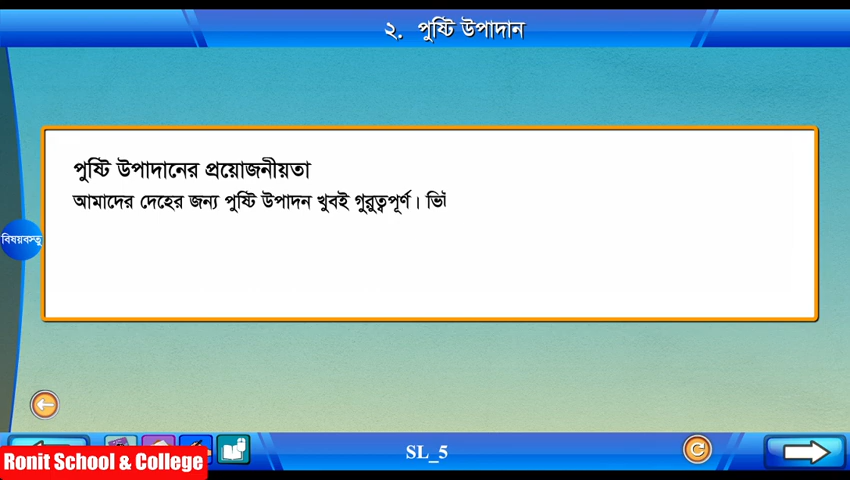 ২. পুষ্টি উপাদান
পুষ্টি উপাদানের প্রয়োজনীয়তা
আমাদের দেহের জন্য পুষ্টি উপাদন খুবই গুরুত্বপূর্ণ।
বিষয়বস্তু
SL_5
Ronit School & College